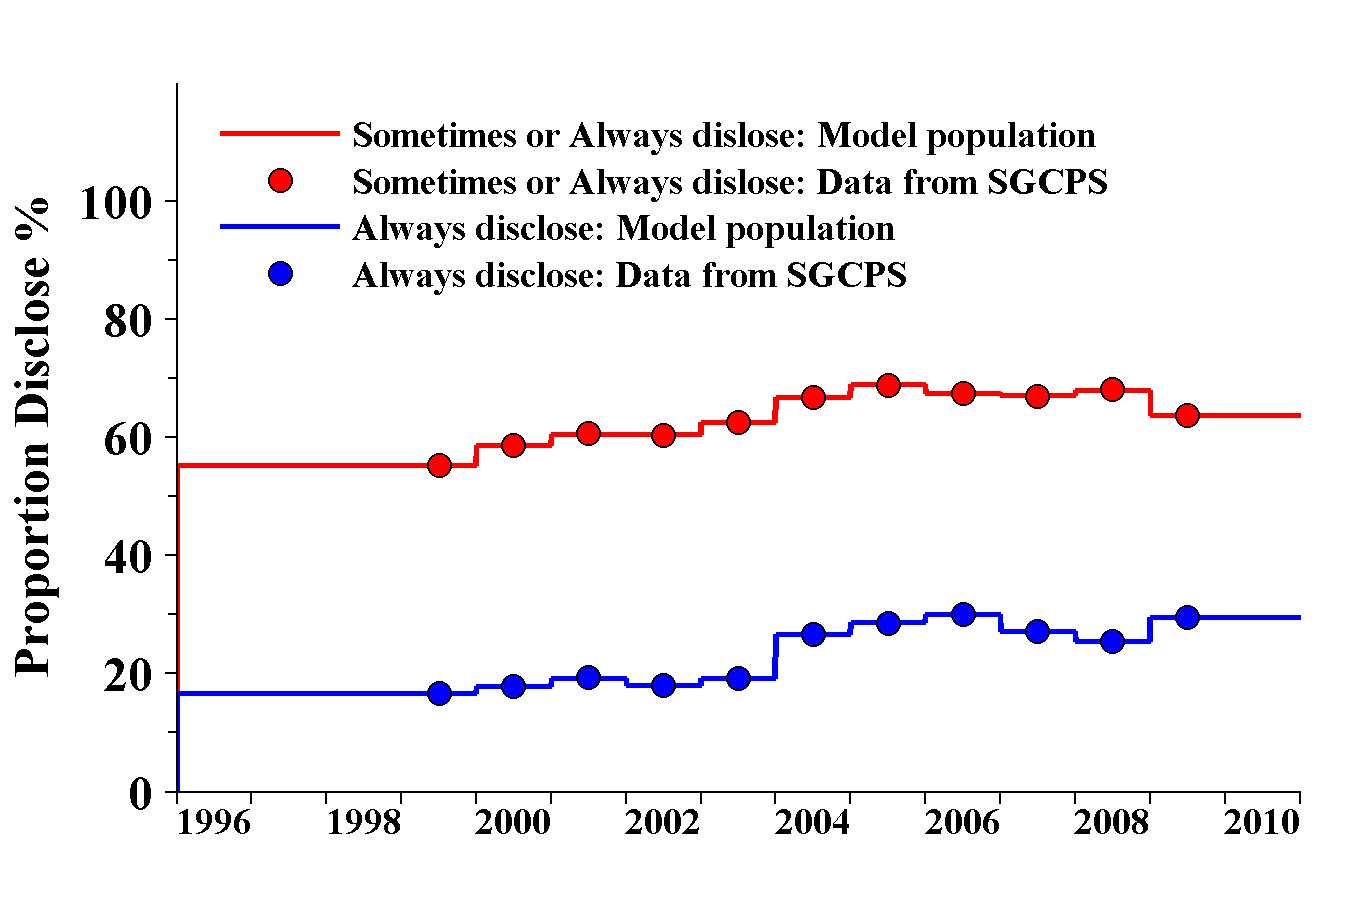 Sometimes or Always dislose: Model population
Sometimes or Always dislose: Data from SGCPS
Always disclose: Model population
Always disclose: Data from SGCPS
Proportion Disclose %
100
80
60
40
20
0
1996 1998 2000 2002 2004 2006 2008 2010